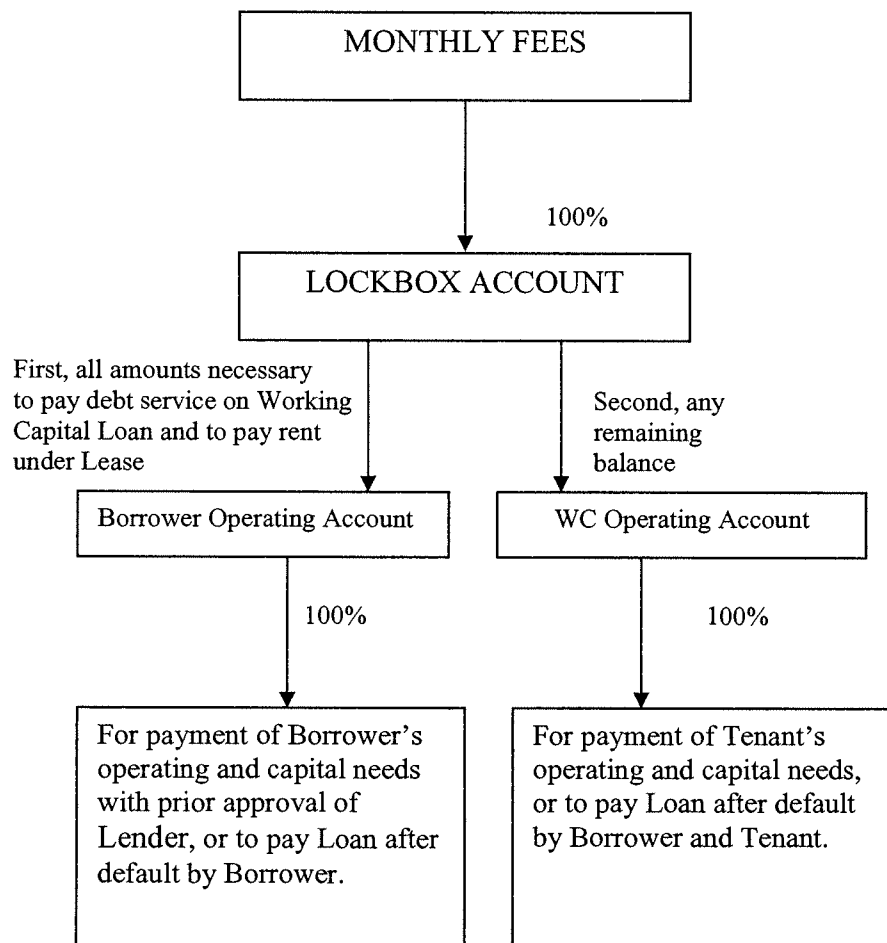 MONTHLY FEES
100%
LOCKBOX ACCOUNT
First, all amounts necessary
to pay debt service on Working
Capital Loan and to pay rent
under Lease
Second, any
remaining
balance
Borrower Operating Account
WC Operating Account
100%
100%
For payment of Borrower's
operating and capital needs
with prior approval of
Lender, or to pay Loan after
default by Borrower.
For payment of Tenant's
operating and capital needs,
or to pay Loan after default
by Borrower and Tenant.